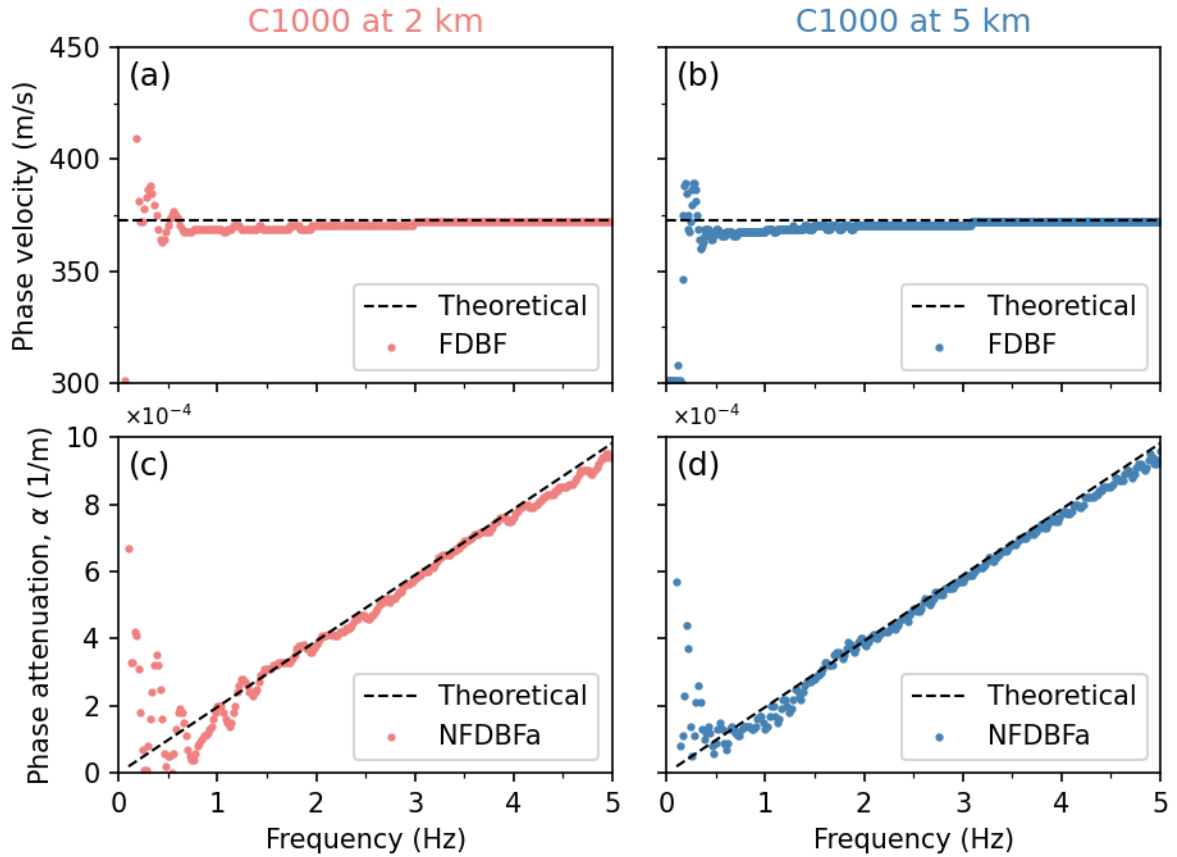 C1000 at 2 km
C1000 at 5 km
(a)
(b)
450
400
350
300
Phase velocity (m/s)
Theoretical
FDBF
Theoretical
FDBF
×10⁻⁴
×10⁻⁴
(c)
(d)
10
8
6
4
2
0
Phase attenuation, α (1/m)
Theoretical
NFDBFa
Theoretical
NFDBFa
0 1 2 3 4 5
0 1 2 3 4 5
Frequency (Hz)
Frequency (Hz)